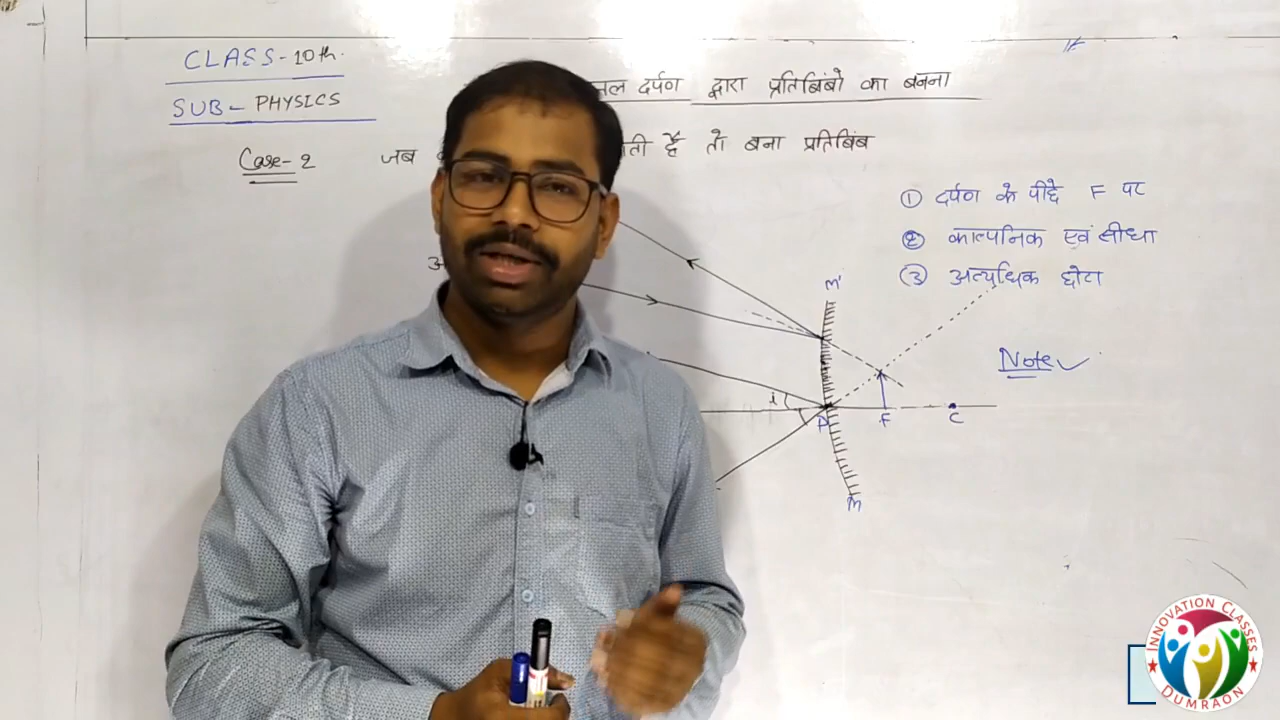 CLASS-10th.
SUB- PHYSICS
दर्पण द्वारा प्रतिबिंबो का बनना
Case-2 जब ती हैं तो बना प्रतिबिंब
① दर्पण के पीछे F पर
② काल्पनिक एवं सीधा
③ अत्यधिक छोटा
M'
Note
i
P F C
M
INNOVATION CLASSES
DUMRAON